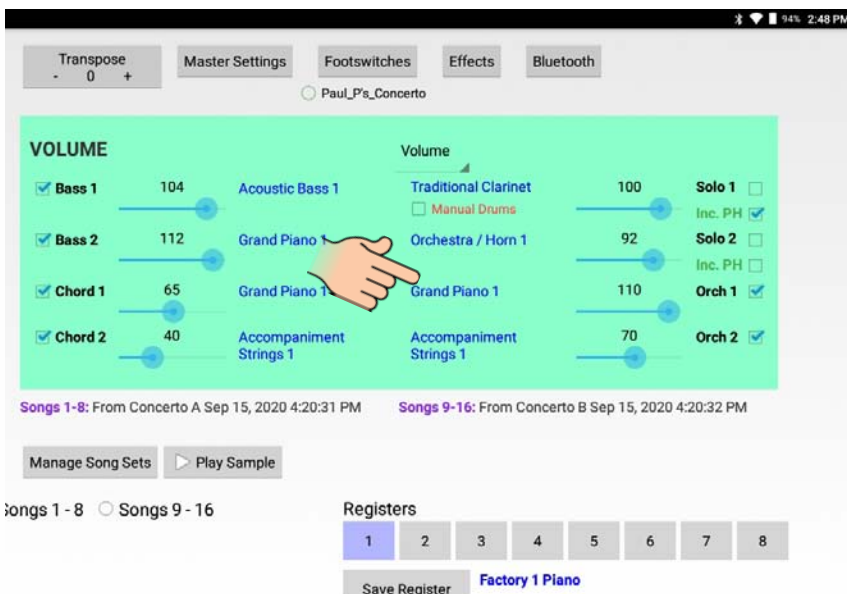 94% 2:48 PM
Transpose
- 0 +
Master Settings
Footswitches
Effects
Bluetooth
Paul_P's_Concerto
VOLUME
Volume
Bass 1 104 Acoustic Bass 1
Traditional Clarinet 100 Solo 1
Manual Drums
Inc. PH
Bass 2 112 Grand Piano 1
Orchestra / Horn 1 92 Solo 2
Inc. PH
Chord 1 65 Grand Piano 1
Grand Piano 1 110 Orch 1
Chord 2 40 Accompaniment
Strings 1
Accompaniment 70 Orch 2
Strings 1
Songs 1-8: From Concerto A Sep 15, 2020 4:20:31 PM
Songs 9-16: From Concerto B Sep 15, 2020 4:20:32 PM
Manage Song Sets
Play Sample
Songs 1 - 8
Songs 9 - 16
Registers
1 2 3 4 5 6 7 8
Save Register
Factory 1 Piano